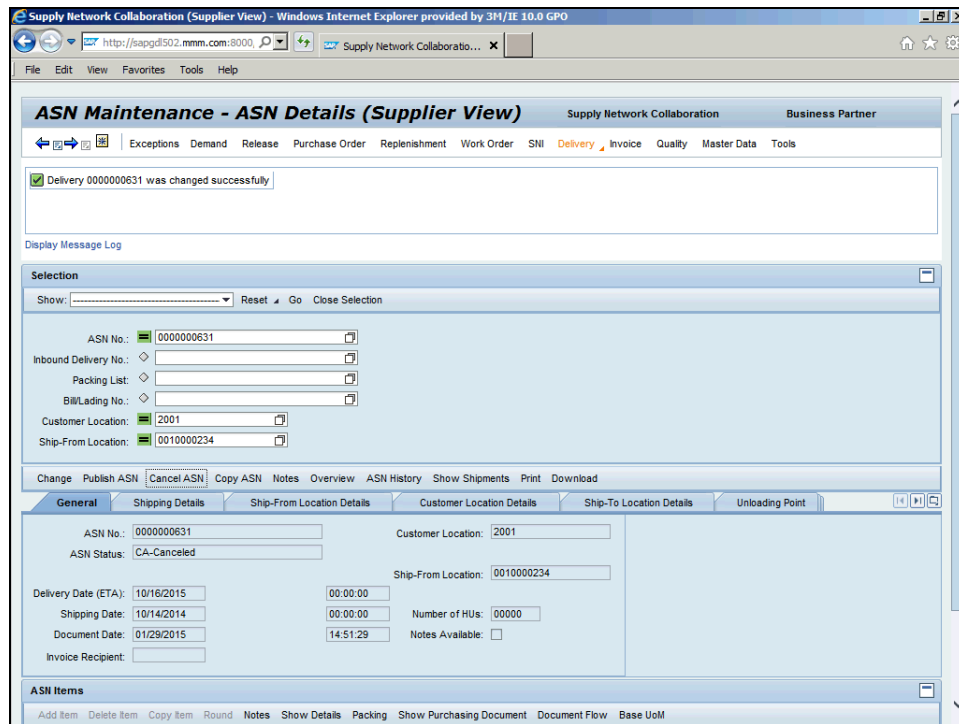 Supply Network Collaboration (Supplier View) - Windows Internet Explorer provided by 3M/IE 10.0 GPO
http://sapgdl502.mmm.com:8000, Supply Network Collaboratio... X
File Edit View Favorites Tools Help
ASN Maintenance - ASN Details (Supplier View) Supply Network Collaboration Business Partner
Exceptions Demand Release Purchase Order Replenishment Work Order SNI Delivery Invoice Quality Master Data Tools
Delivery 0000000631 was changed successfully
Display Message Log
Selection
Show: ---------------------------------------- Reset Go Close Selection
ASN No.: 0000000631
Inbound Delivery No.:
Packing List:
Bill/Lading No.:
Customer Location: 2001
Ship-From Location: 0010000234
Change Publish ASN Cancel ASN Copy ASN Notes Overview ASN History Show Shipments Print Download
General Shipping Details Ship-From Location Details Customer Location Details Ship-To Location Details Unloading Point
ASN No.: 0000000631 Customer Location: 2001
ASN Status: CA-Canceled
Ship-From Location: 0010000234
Delivery Date (ETA): 10/16/2015 00:00:00
Shipping Date: 10/14/2014 00:00:00 Number of HUs: 00000
Document Date: 01/29/2015 14:51:29 Notes Available:
Invoice Recipient:
ASN Items
Add Item Delete Item Copy Item Round Notes Show Details Packing Show Purchasing Document Document Flow Base UoM